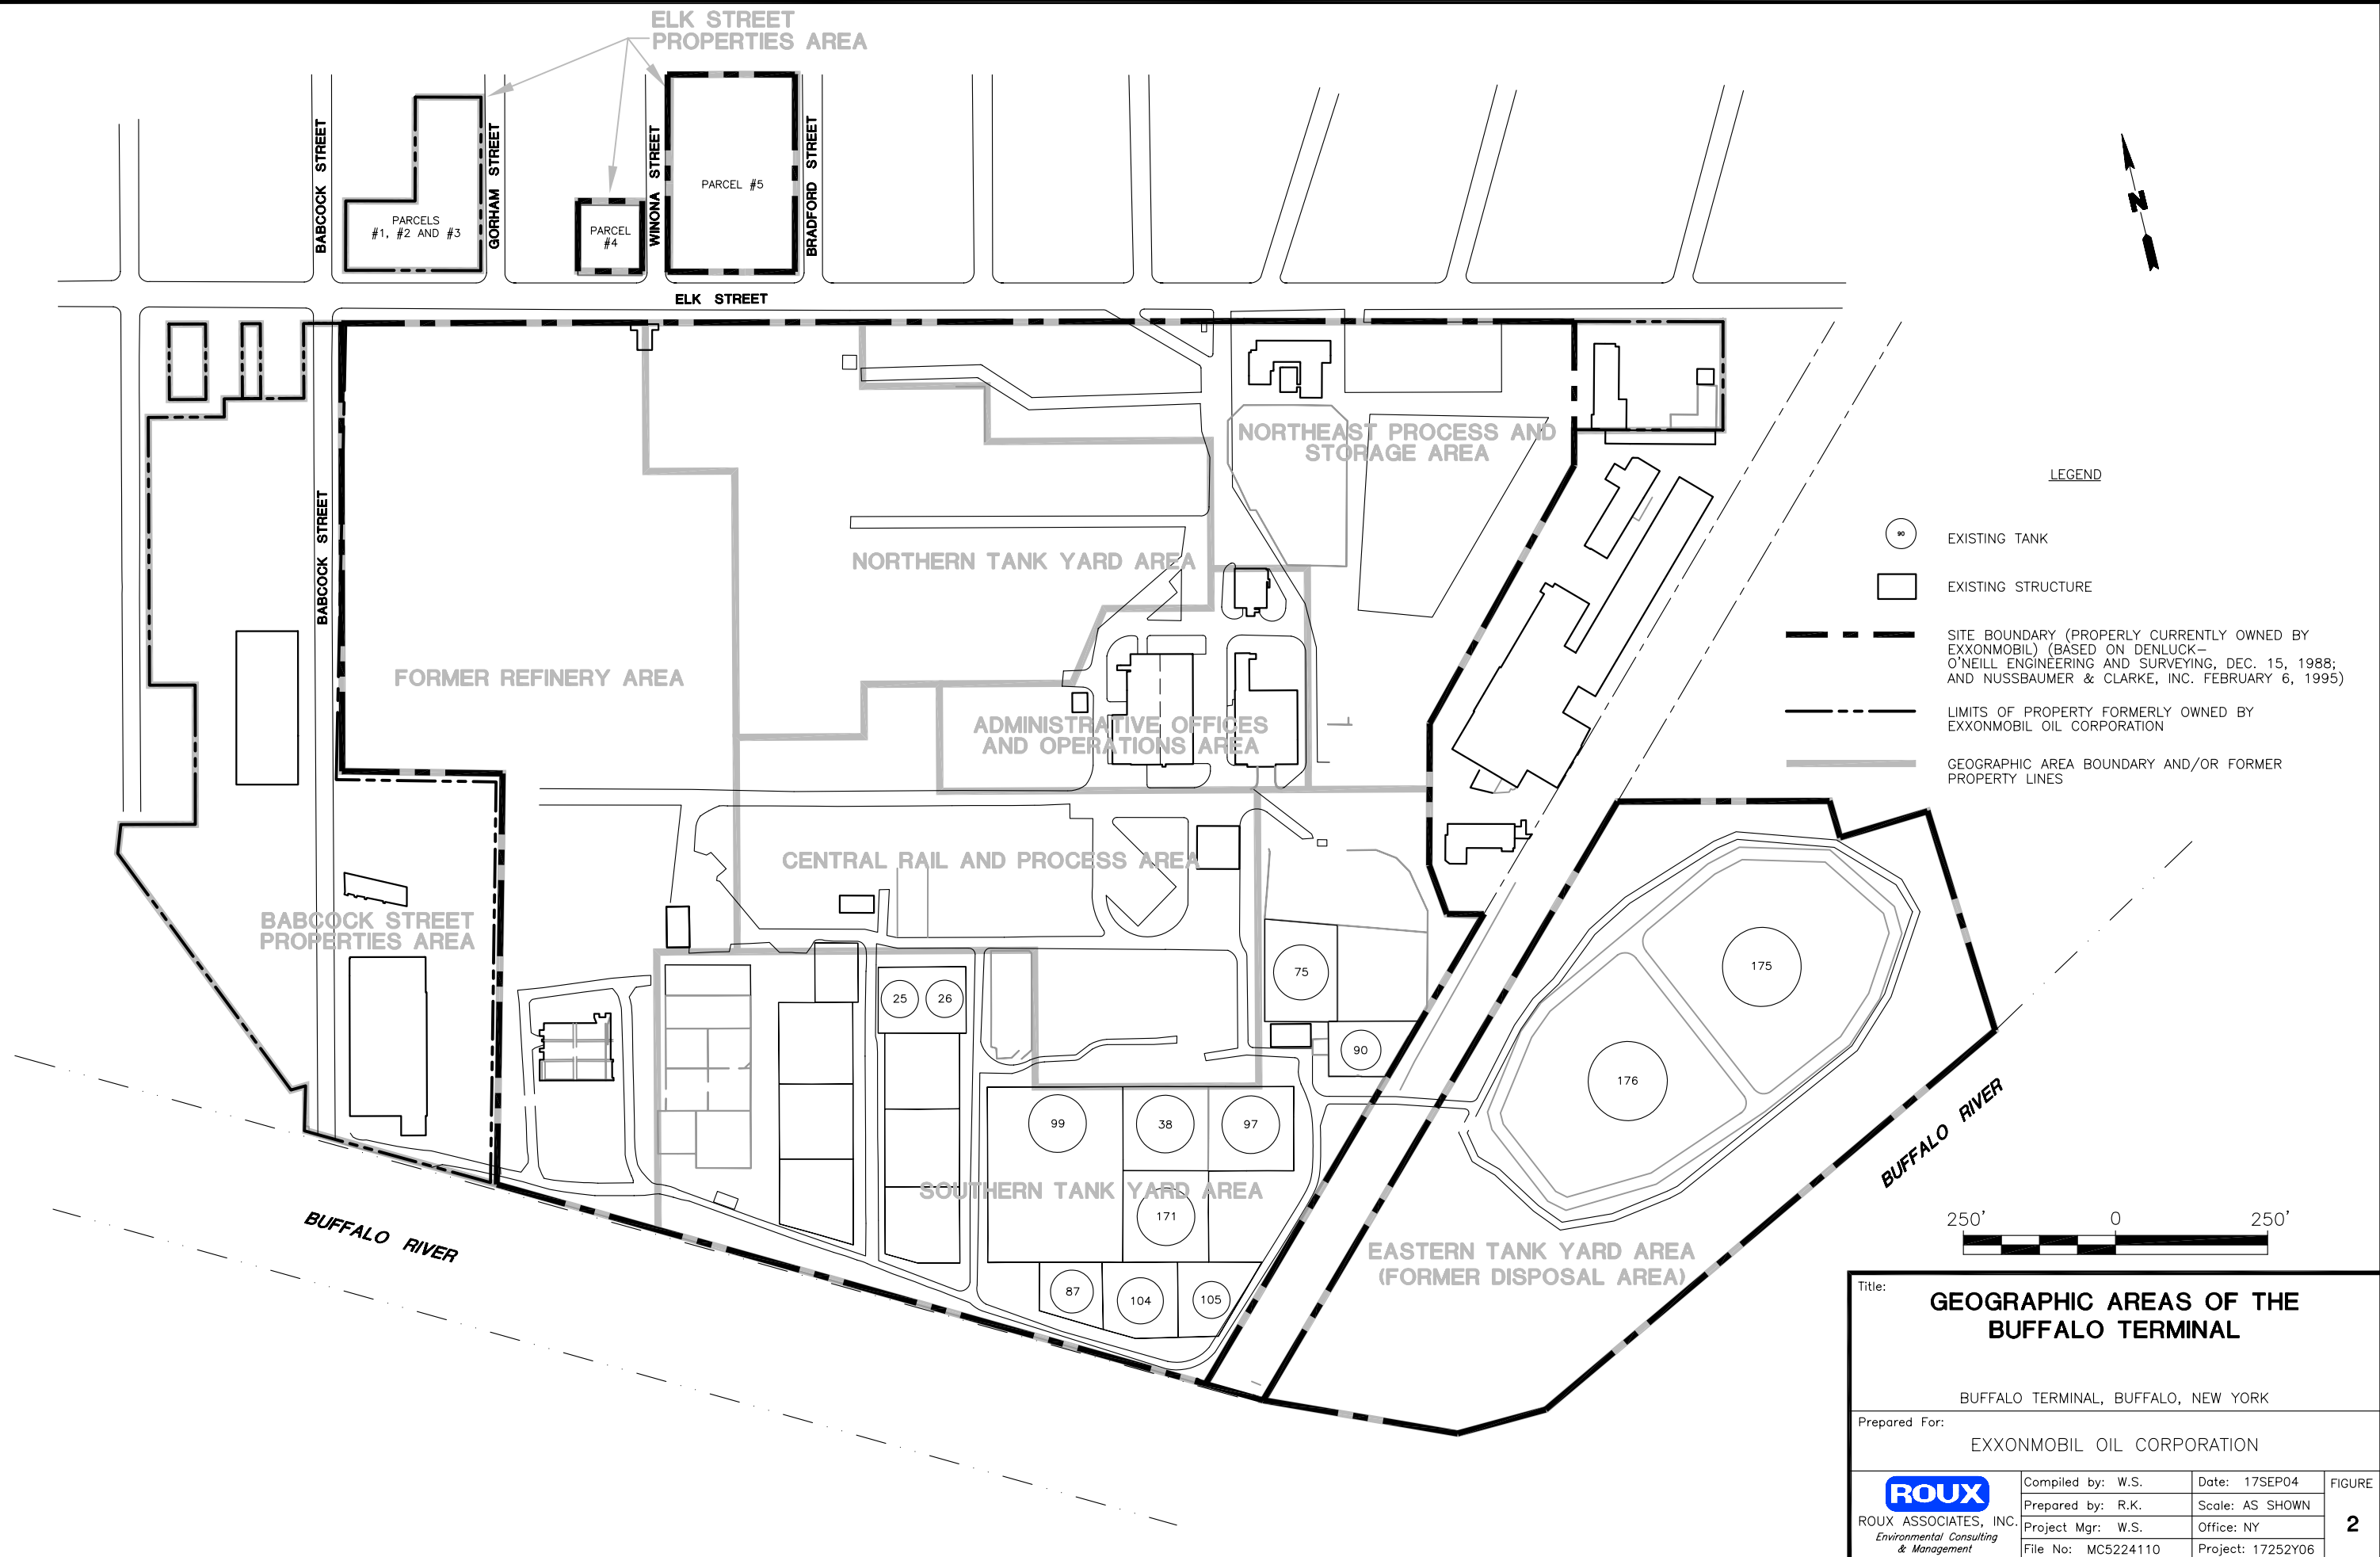 ELK STREET
PROPERTIES AREA
BABCOCK STREET
GORHAM STREET
WINONA STREET
BRADFORD STREET
PARCELS
#1, #2 AND #3
PARCEL
#4
PARCEL #5
N
ELK STREET
NORTHEAST PROCESS AND
STORAGE AREA
BABCOCK STREET
NORTHERN TANK YARD AREA
FORMER REFINERY AREA
ADMINISTRATIVE OFFICES
AND OPERATIONS AREA
CENTRAL RAIL AND PROCESS AREA
BABCOCK STREET
PROPERTIES AREA
75
175
25
26
90
176
99
38
97
SOUTHERN TANK YARD AREA
171
87
104
105
EASTERN TANK YARD AREA
(FORMER DISPOSAL AREA)
BUFFALO RIVER
BUFFALO RIVER
LEGEND
90
EXISTING TANK
EXISTING STRUCTURE
SITE BOUNDARY (PROPERLY CURRENTLY OWNED BY
EXXONMOBIL) (BASED ON DENLUCK-
O'NEILL ENGINEERING AND SURVEYING, DEC. 15, 1988;
AND NUSSBAUMER & CLARKE, INC. FEBRUARY 6, 1995)
LIMITS OF PROPERTY FORMERLY OWNED BY
EXXONMOBIL OIL CORPORATION
GEOGRAPHIC AREA BOUNDARY AND/OR FORMER
PROPERTY LINES
250' 0 250'
Title:
GEOGRAPHIC AREAS OF THE
BUFFALO TERMINAL
BUFFALO TERMINAL, BUFFALO, NEW YORK
Prepared For:
EXXONMOBIL OIL CORPORATION
ROUX
ROUX ASSOCIATES, INC.
Environmental Consulting
& Management
Compiled by: W.S.
Date: 17SEP04
Prepared by: R.K.
Scale: AS SHOWN
Project Mgr: W.S.
Office: NY
File No: MC5224110
Project: 17252Y06
FIGURE
2